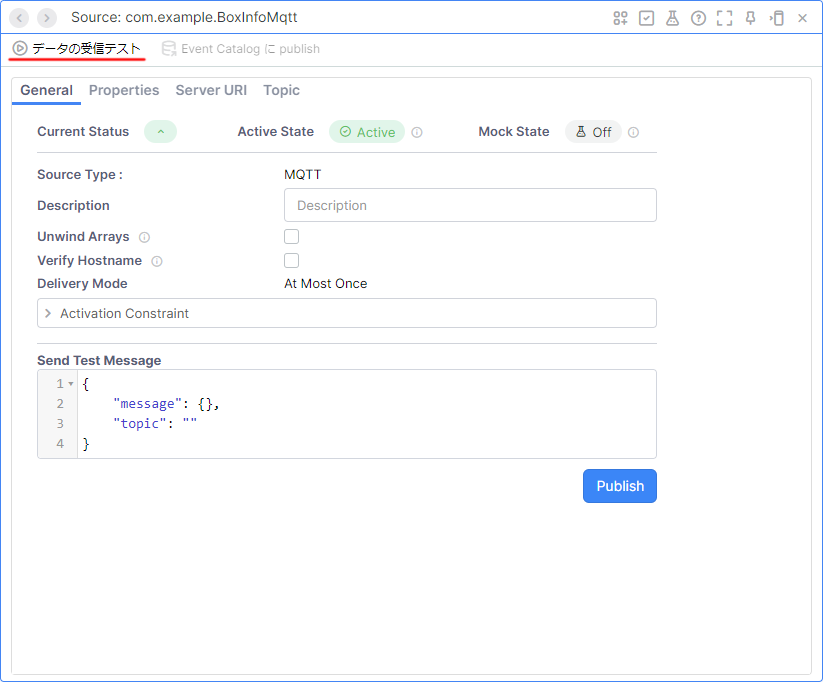 Source: com.example.BoxInfoMqtt
データの受信テスト Event Catalog に publish
General Properties Server URI Topic
Current Status Active State Active Mock State Off
Source Type : MQTT
Description Description
Unwind Arrays
Verify Hostname
Delivery Mode At Most Once
Activation Constraint
Send Test Message
1 {
2 "message": {},
3 "topic": ""
4 }
Publish